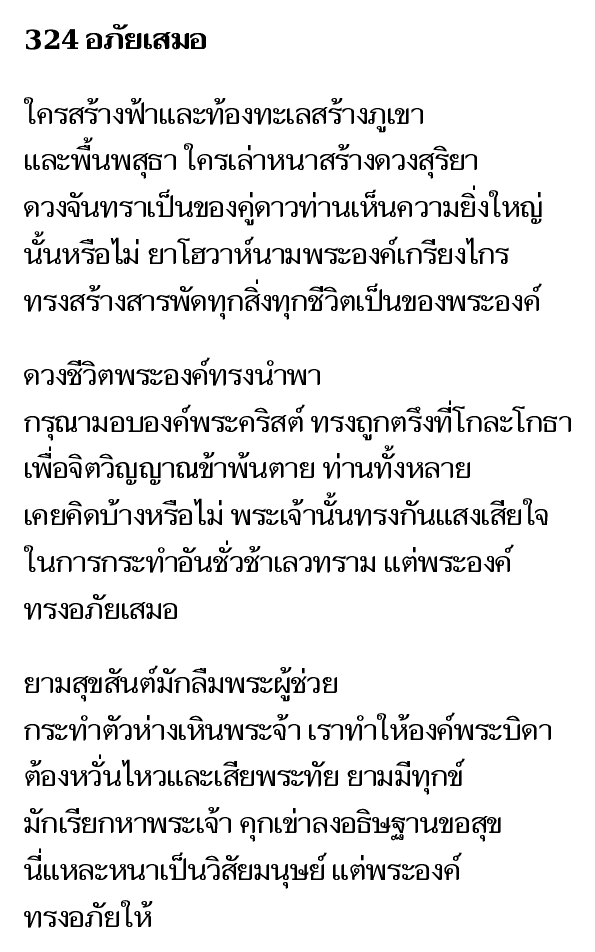 324 อภัยเสมอ
ใครสร้างฟ้าและท้องทะเลสร้างภูเขา
และพื้นพสุธา ใครเล่าหนาสร้างดวงสุริยา
ดวงจันทราเป็นของคู่ดาวท่านเห็นความยิ่งใหญ่
นั้นหรือไม่ ยาโฮวาห์นามพระองค์เกรียงไกร
ทรงสร้างสารพัดทุกสิ่งทุกชีวิตเป็นของพระองค์
ดวงชีวิตพระองค์ทรงนำพา
กรุณามอบองค์พระคริสต์ ทรงถูกตรึงที่โกละโกธา
เพื่อจิตวิญญาณข้าพ้นตาย ท่านทั้งหลาย
เคยคิดบ้างหรือไม่ พระเจ้านั้นทรงกันแสงเสียใจ
ในการกระทำอันชั่วช้าเลวทราม แต่พระองค์
ทรงอภัยเสมอ
ยามสุขสันต์มักลืมพระผู้ช่วย
กระทำตัวห่างเหินพระจ้า เราทำให้องค์พระบิดา
ต้องหวั่นไหวและเสียพระทัย ยามมีทุกข์
มักเรียกหาพระเจ้า คุกเข่าลงอธิษฐานขอสุข
นี่แหละหนาเป็นวิสัยมนุษย์ แต่พระองค์
ทรงอภัยให้